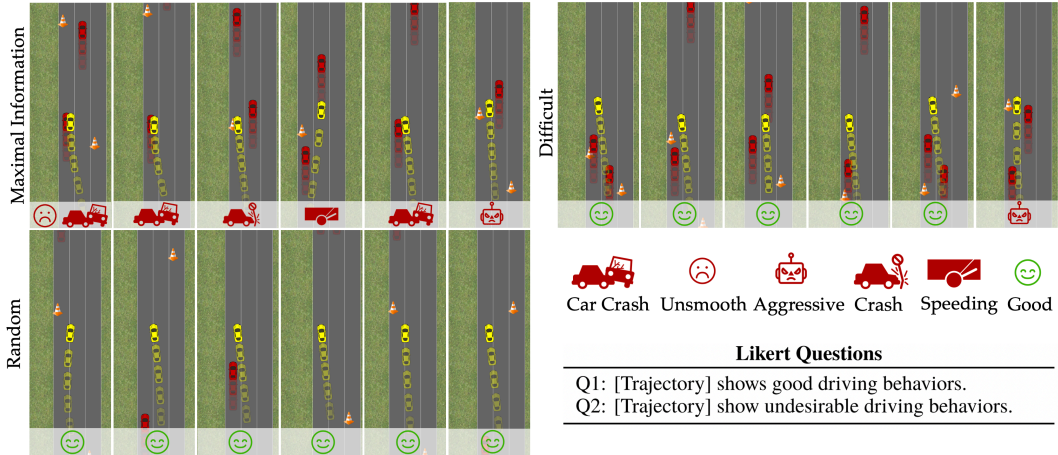 Maximal Information
Difficult
Random
Car Crash Unsmooth Aggressive Crash Speeding Good
Likert Questions
Q1: [Trajectory] shows good driving behaviors.
Q2: [Trajectory] show undesirable driving behaviors.